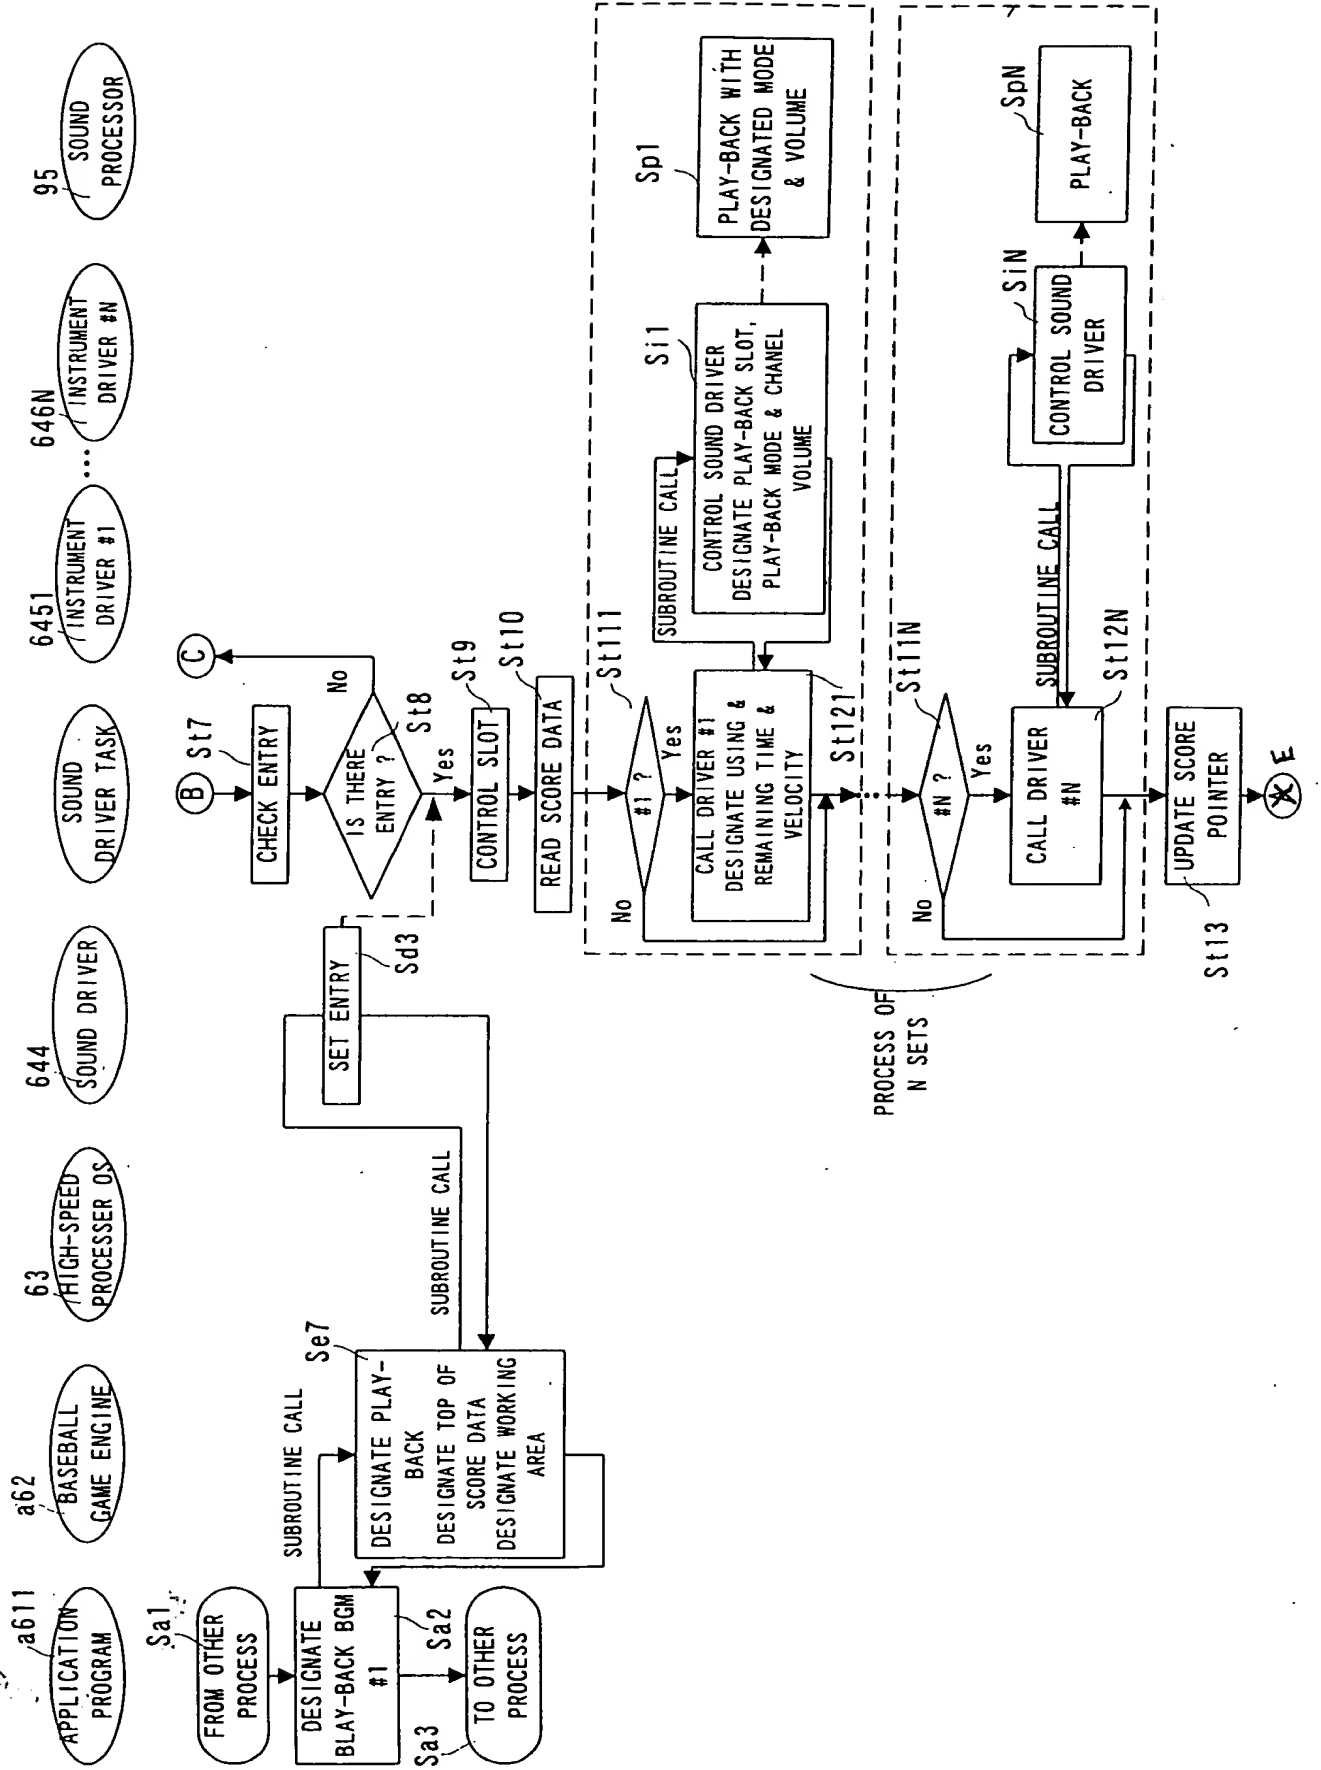 a611
APPLICATION
PROGRAM
a62
BASEBALL
GAME ENGINE
63
HIGH-SPEED
PROCESSER OS
644
SOUND DRIVER
SOUND
DRIVER TASK
6451
INSTRUMENT
DRIVER #1
...
646N
INSTRUMENT
DRIVER #N
95
SOUND
PROCESSOR
Sa1
FROM OTHER
PROCESS
DESIGNATE
BLAY-BACK BGM
#1
Sa2
Sa3
TO OTHER
PROCESS
SUBROUTINE CALL
Se7
DESIGNATE PLAY-
BACK
DESIGNATE TOP OF
SCORE DATA
DESIGNATE WORKING
AREA
SUBROUTINE CALL
SET ENTRY
Sd3
B
St7
CHECK ENTRY
C
No
IS THERE
ENTRY ?
St8
Yes
St9
CONTROL SLOT
St10
READ SCORE DATA
St111
#1 ?
No
Yes
CALL DRIVER #1
DESIGNATE USING &
REMAINING TIME &
VELOCITY
St121
SUBROUTINE CALL
Si1
CONTROL SOUND DRIVER
DESIGNATE PLAY-BACK SLOT,
PLAY-BACK MODE & CHANEL
VOLUME
Sp1
PLAY-BACK WITH
DESIGNATED MODE
& VOLUME
...
PROCESS OF
N SETS
St11N
#N ?
No
Yes
CALL DRIVER
#N
St12N
SUBROUTINE CALL
SiN
CONTROL SOUND
DRIVER
SpN
PLAY-BACK
St13
UPDATE SCORE
POINTER
E